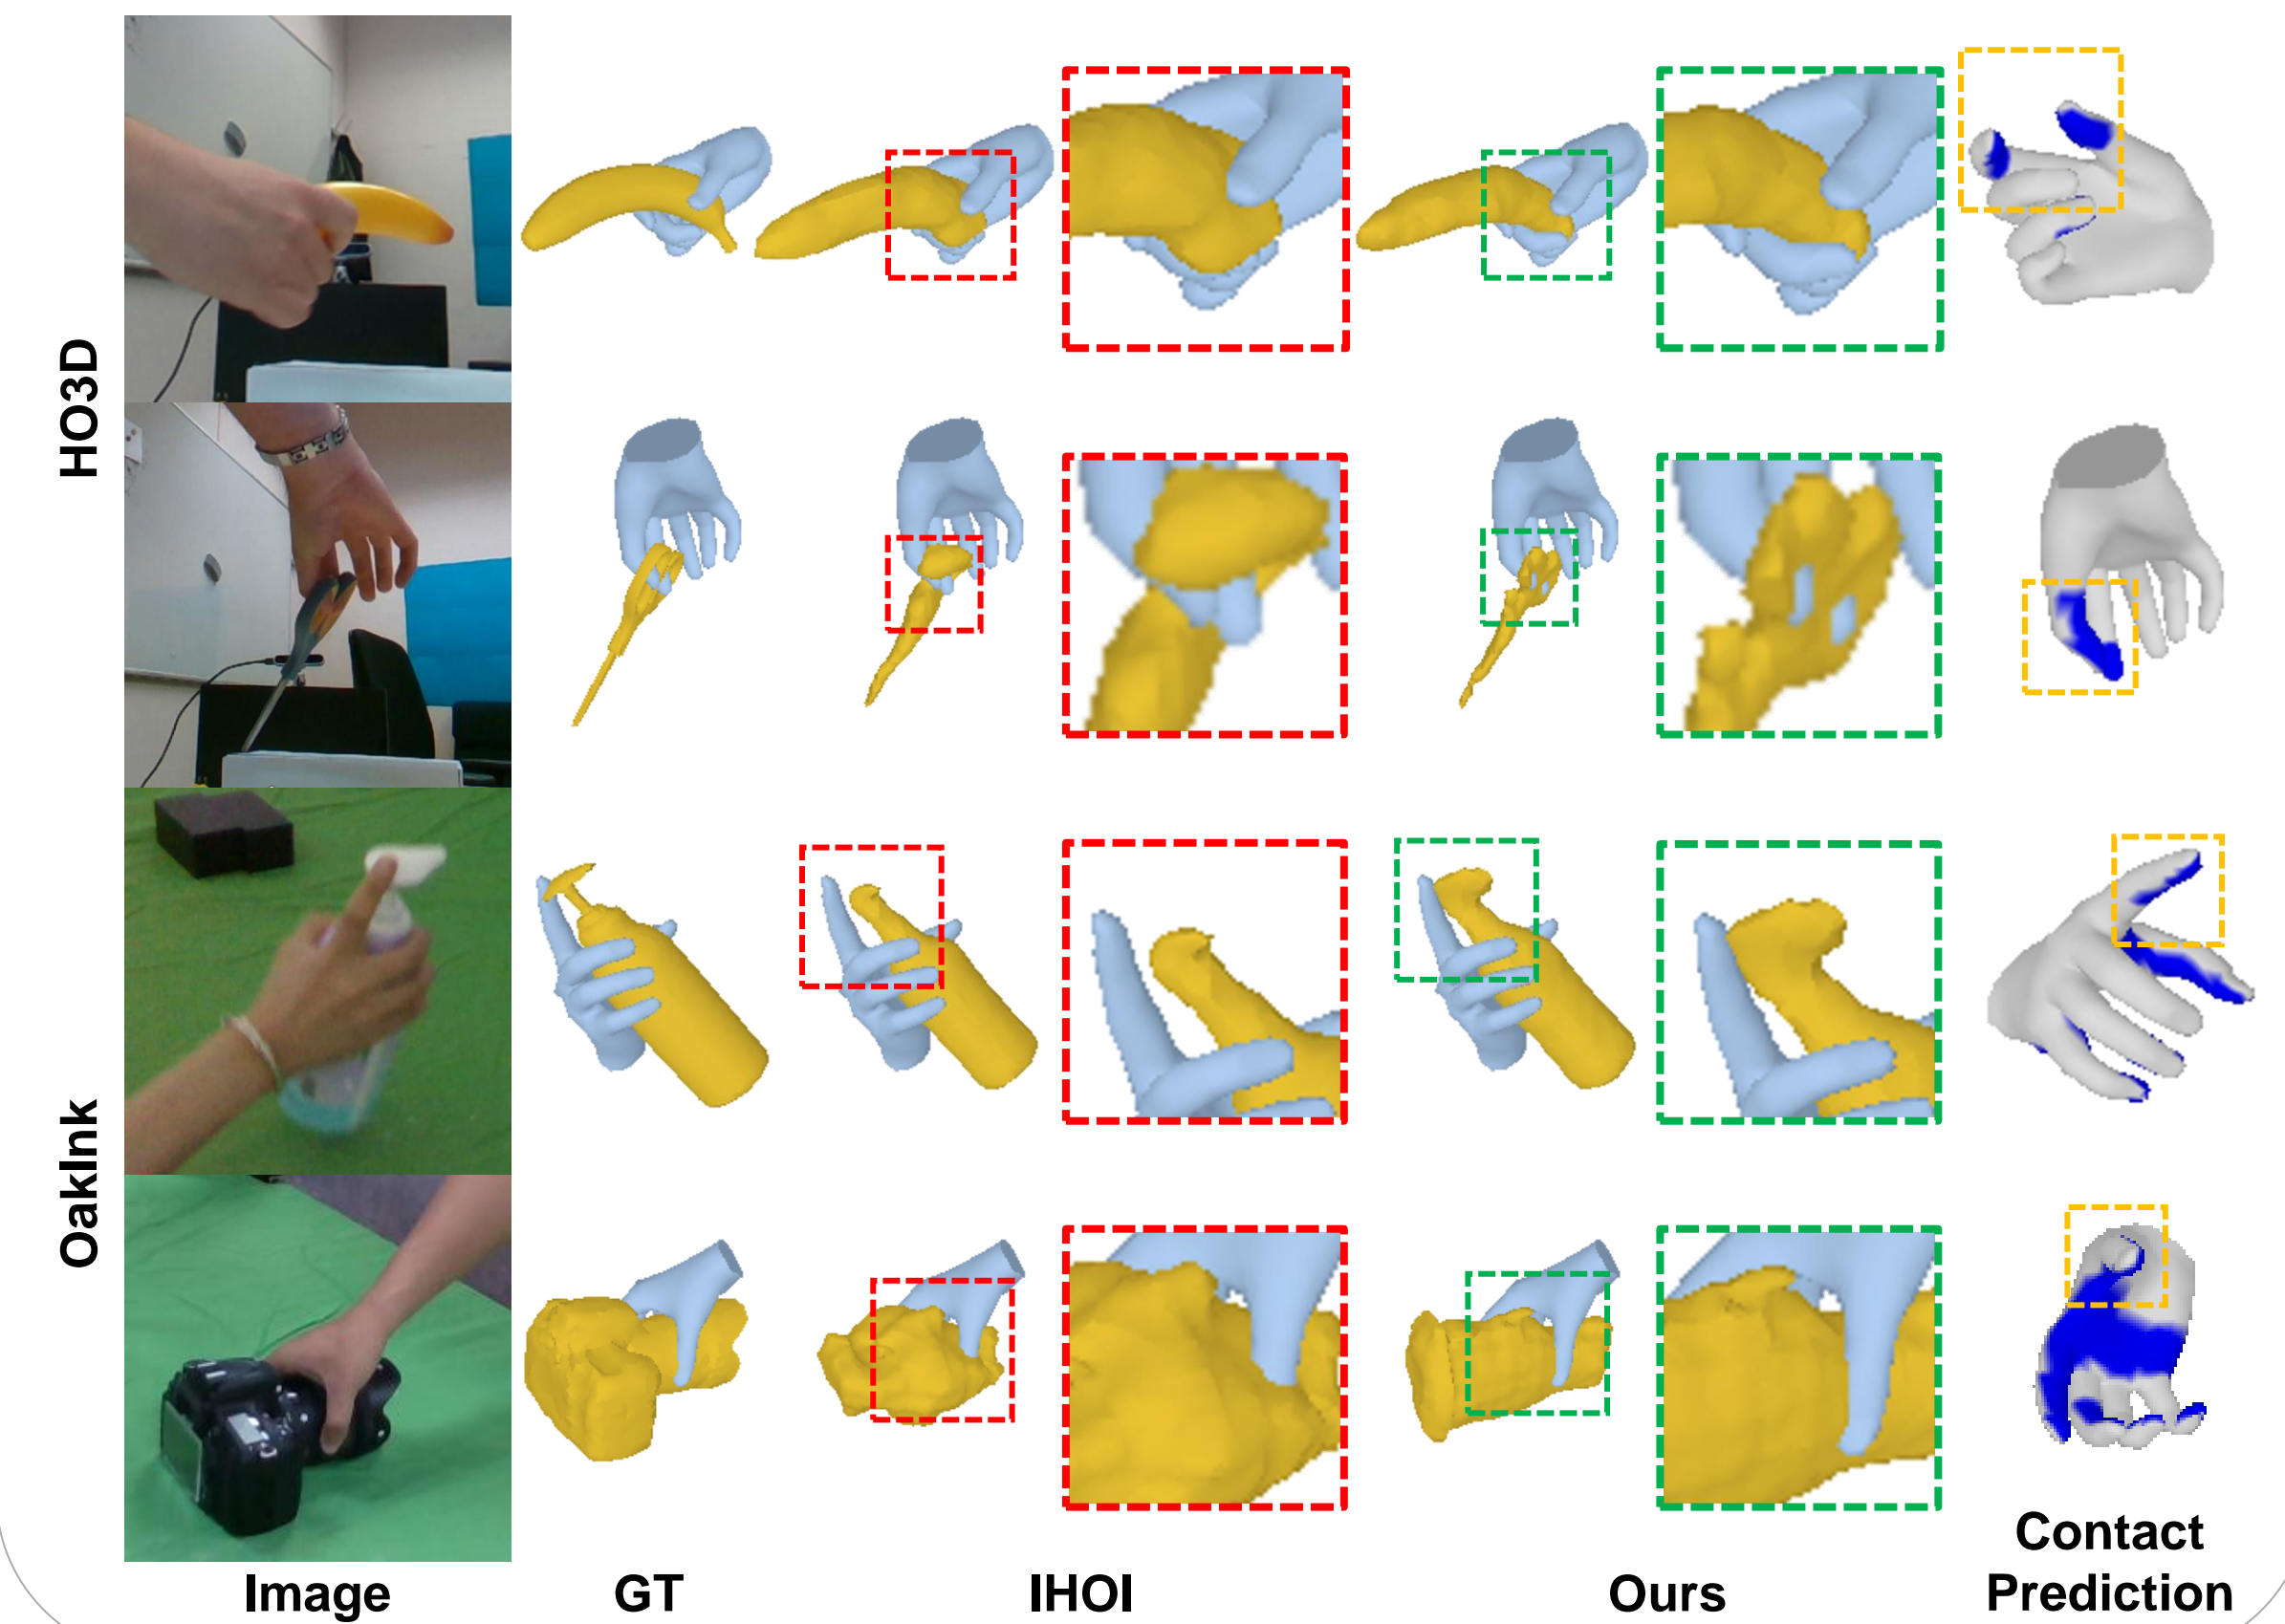 HO3D
OakInk
Image
GT
IHOI
Ours
Contact
Prediction